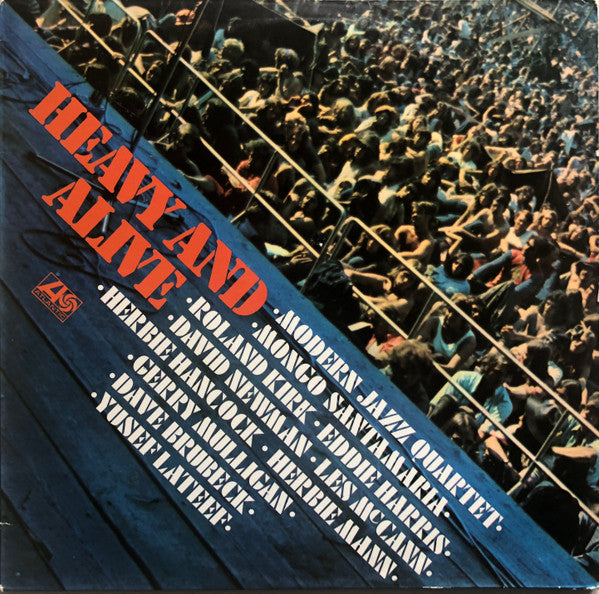 HEAVY AND
ALIVE
ATLANTIC
·MODERN JAZZ QUARTET·
·MONGO SANTAMARIA·
·ROLAND KIRK·EDDIE HARRIS·
·DAVID NEWMAN·LES McCANN·
·HERBIE HANCOCK·HERBIE MANN·
·GERRY MULLIGAN·
·DAVE BRUBECK·
·YUSEF LATEEF·